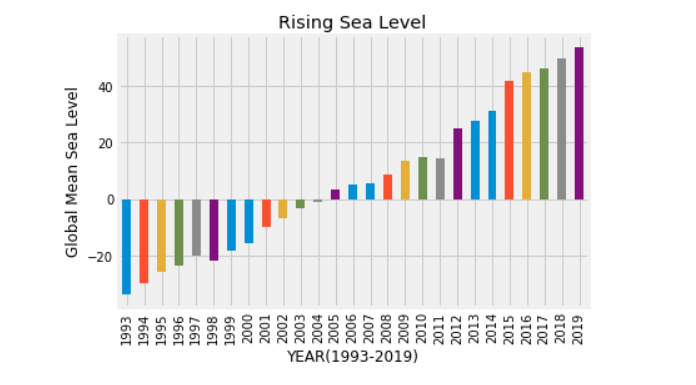 Rising Sea Level
Global Mean Sea Level
40
20
0
−20
1993 1994 1995 1996 1997 1998 1999 2000 2001 2002 2003 2004 2005 2006 2007 2008 2009 2010 2011 2012 2013 2014 2015 2016 2017 2018 2019
YEAR(1993-2019)